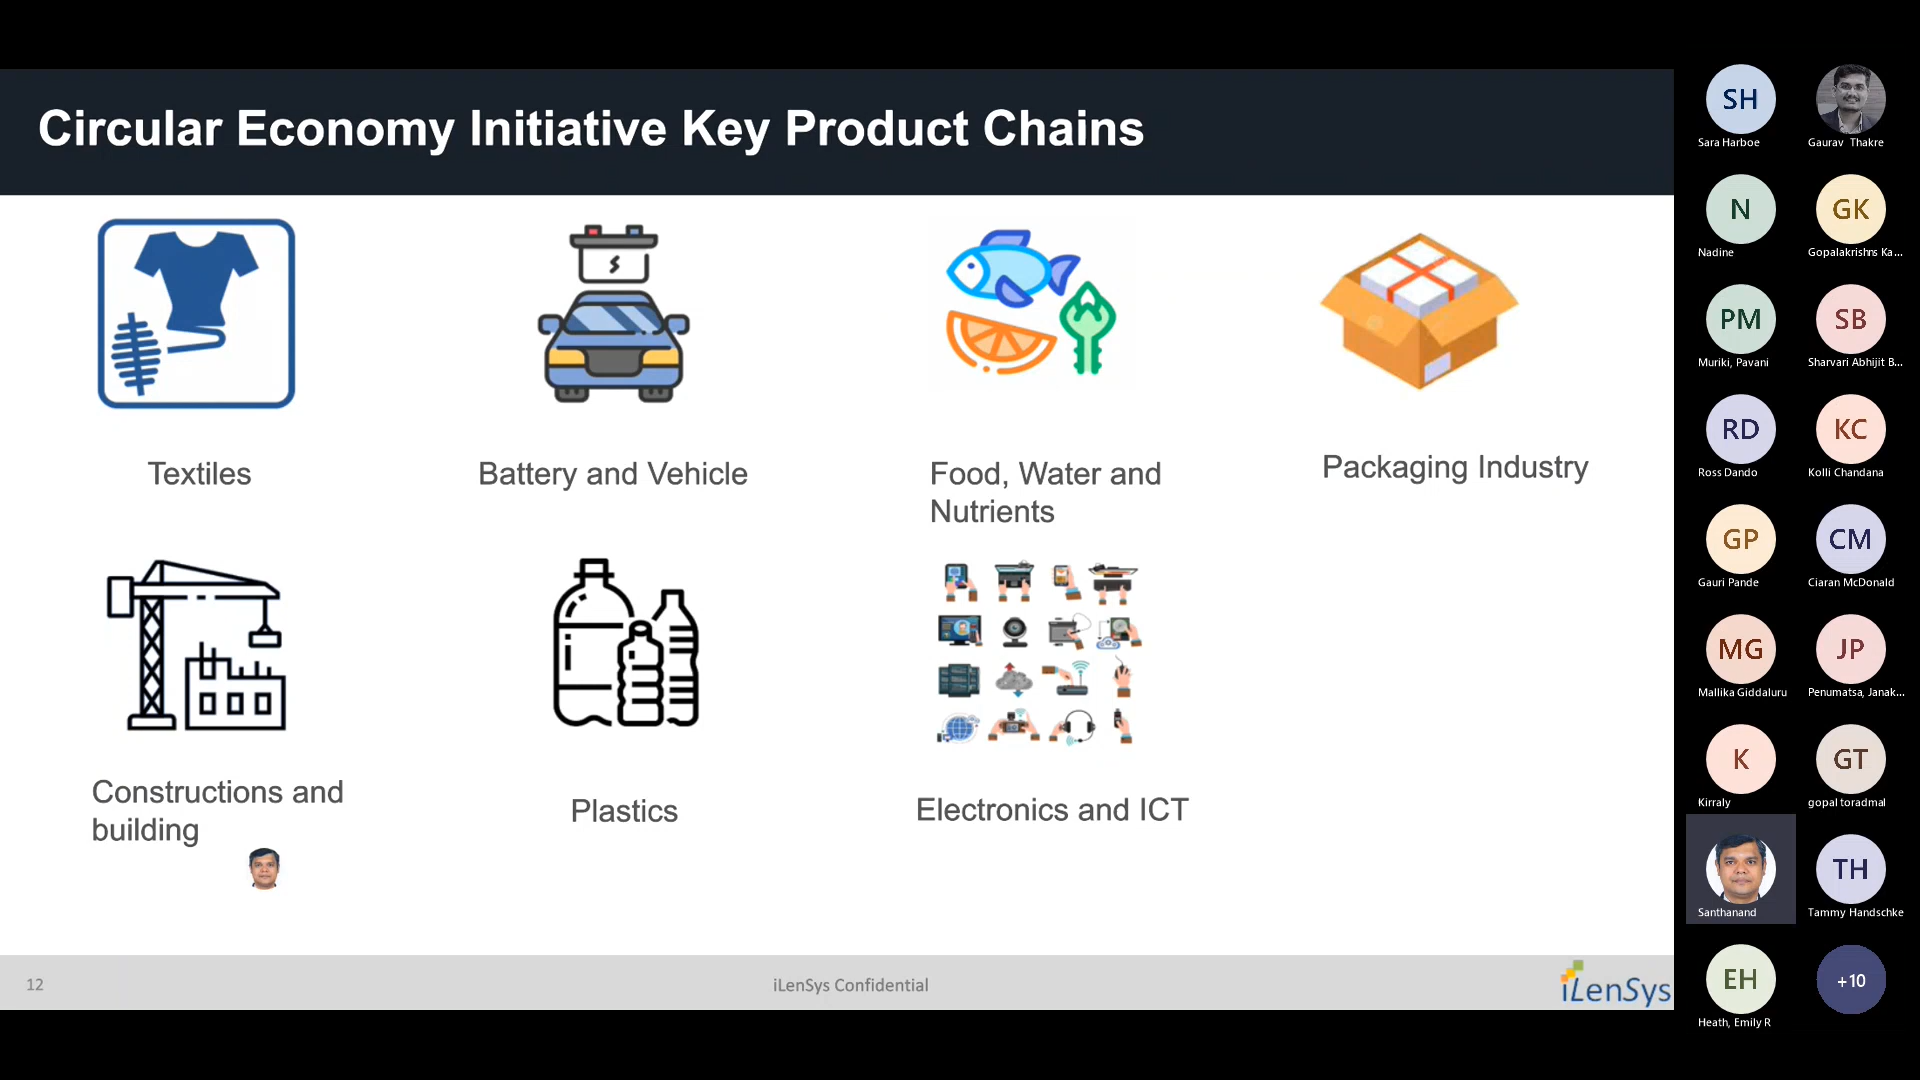 Circular Economy Initiative Key Product Chains
Textiles
Battery and Vehicle
Food, Water and
Nutrients
Packaging Industry
Constructions and
building
Plastics
Electronics and ICT
12
iLenSys Confidential
iLenSys
SH
Sara Harboe
Gaurav Thakre
N
Nadine
GK
Gopalakrishns Ka...
PM
Muriki, Pavani
SB
Sharvari Abhijit B...
RD
Ross Dando
KC
Kolli Chandana
GP
Gauri Pande
CM
Ciaran McDonald
MG
Mallika Giddaluru
JP
Penumatsa, Janak...
K
Kirraly
GT
gopal toradmal
Santhanand
TH
Tammy Handschke
EH
Heath, Emily R
+10